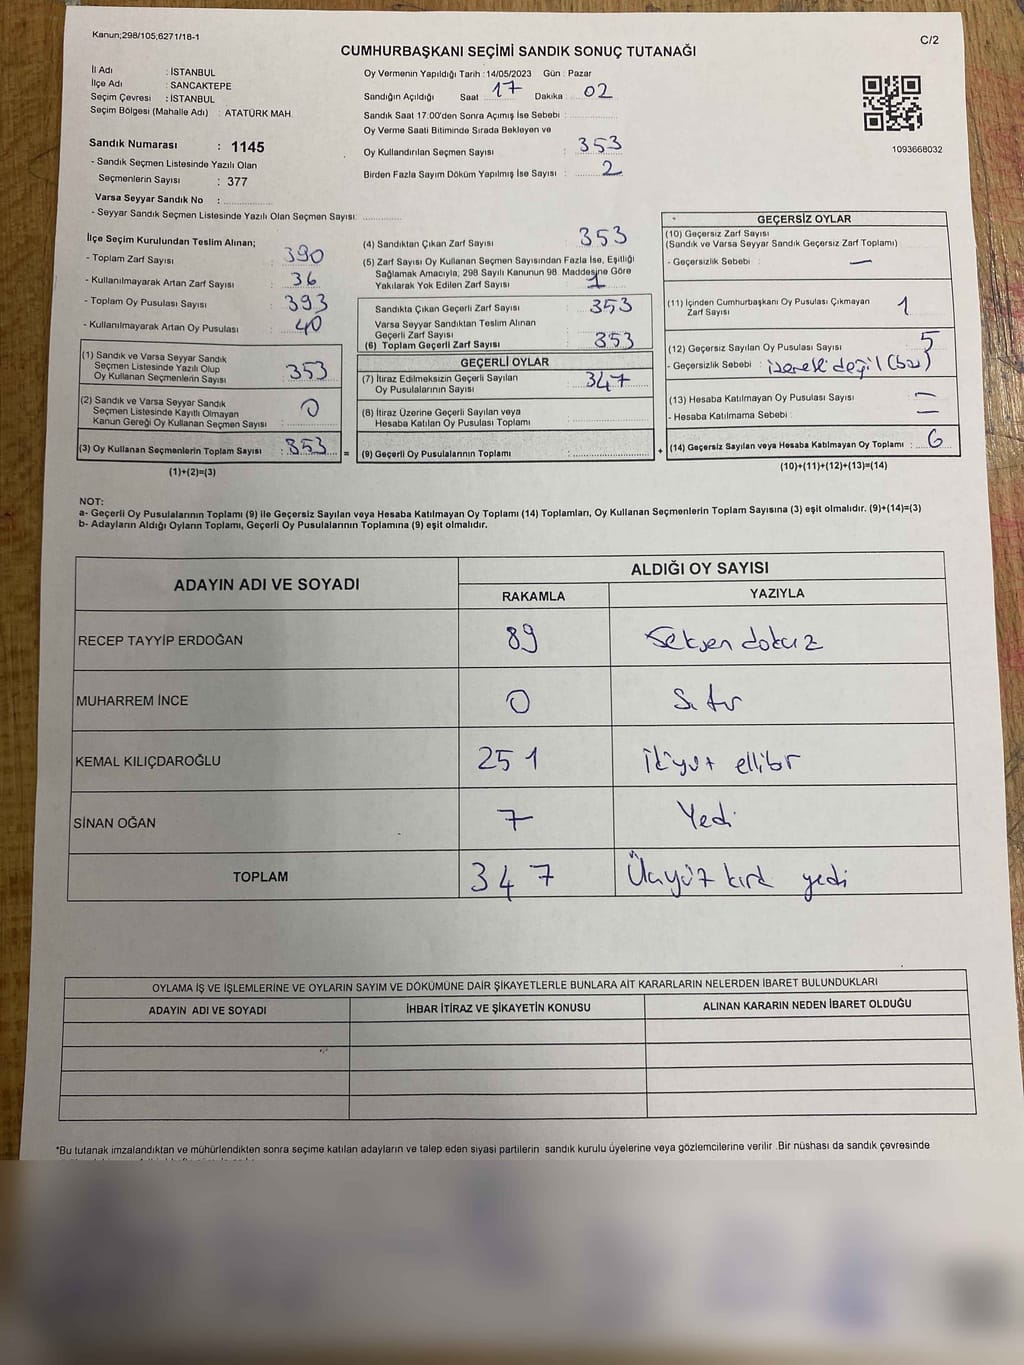 Kanun;298/105;6271/18-1
C/2
CUMHURBAŞKANI SEÇİMİ SANDIK SONUÇ TUTANAĞI
İl Adı : İSTANBUL
İlçe Adı : SANCAKTEPE
Seçim Çevresi : İSTANBUL
Seçim Bölgesi (Mahalle Adı) : ATATÜRK MAH.
Sandık Numarası : 1145
- Sandık Seçmen Listesinde Yazılı Olan
Seçmenlerin Sayısı : 377
Varsa Seyyar Sandık No :
- Seyyar Sandık Seçmen Listesinde Yazılı Olan Seçmen Sayısı:
Oy Vermenin Yapıldığı Tarih : 14/05/2023 Gün : Pazar
Sandığın Açıldığı Saat 17 Dakika 02
Sandık Saat 17:00'den Sonra Açımış İse Sebebi :
Oy Verme Saati Bitiminde Sırada Bekleyen ve
Oy Kullandırılan Seçmen Sayısı : 353
Birden Fazla Sayım Döküm Yapılmış İse Sayısı : 2
1093668032
İlçe Seçim Kurulundan Teslim Alınan;
- Toplam Zarf Sayısı : 390
- Kullanılmayarak Artan Zarf Sayısı : 36
- Toplam Oy Pusulası Sayısı : 393
- Kullanılmayarak Artan Oy Pusulası : 40
(1) Sandık ve Varsa Seyyar Sandık
Seçmen Listesinde Yazılı Olup
Oy Kullanan Seçmenlerin Sayısı : 353
(2) Sandık ve Varsa Seyyar Sandık
Seçmen Listesinde Kayıtlı Olmayan
Kanun Gereği Oy Kullanan Seçmen Sayısı : 0
(3) Oy Kullanan Seçmenlerin Toplam Sayısı : 353 =
(1)+(2)=(3)
(4) Sandıktan Çıkan Zarf Sayısı : 353
(5) Zarf Sayısı Oy Kullanan Seçmen Sayısından Fazla İse, Eşitliği
Sağlamak Amacıyla, 298 Sayılı Kanunun 98. Maddesine Göre
Yakılarak Yok Edilen Zarf Sayısı : 1
Sandıkta Çıkan Geçerli Zarf Sayısı : 353
Varsa Seyyar Sandıktan Teslim Alınan
Geçerli Zarf Sayısı
(6) Toplam Geçerli Zarf Sayısı : 353
GEÇERLİ OYLAR
(7) İtiraz Edilmeksizin Geçerli Sayılan
Oy Pusulalarının Sayısı : 347
(8) İtiraz Üzerine Geçerli Sayılan veya
Hesaba Katılan Oy Pusulası Toplamı :
(9) Geçerli Oy Pusulalarının Toplamı : +
GEÇERSİZ OYLAR
(10) Geçersiz Zarf Sayısı
(Sandık ve Varsa Seyyar Sandık Geçersiz Zarf Toplamı)
- Geçersizlik Sebebi : —
(11) İçinden Cumhurbaşkanı Oy Pusulası Çıkmayan
Zarf Sayısı : 1
(12) Geçersiz Sayılan Oy Pusulası Sayısı : 5
- Geçersizlik Sebebi : değil
(13) Hesaba Katılmayan Oy Pusulası Sayısı : —
- Hesaba Katılmama Sebebi : —
(14) Geçersiz Sayılan veya Hesaba Katılmayan Oy Toplamı : 6
(10)+(11)+(12)+(13)=(14)
NOT:
a- Geçerli Oy Pusulalarının Toplamı (9) ile Geçersiz Sayılan veya Hesaba Katılmayan Oy Toplamı (14) Toplamları, Oy Kullanan Seçmenlerin Toplam Sayısına (3) eşit olmalıdır. (9)+(14)=(3)
b- Adayların Aldığı Oyların Toplamı, Geçerli Oy Pusulalarının Toplamına (9) eşit olmalıdır.
ADAYIN ADI VE SOYADI ALDIĞI OY SAYISI
RAKAMLA YAZIYLA
RECEP TAYYİP ERDOĞAN 89 Seksen dokuz
MUHARREM İNCE 0 Sıfır
KEMAL KILIÇDAROĞLU 251 İkiyüz ellibir
SİNAN OĞAN 7 Yedi
TOPLAM 347 Üçyüz kırk yedi
OYLAMA İŞ VE İŞLEMLERİNE VE OYLARIN SAYIM VE DÖKÜMÜNE DAİR ŞİKAYETLERLE BUNLARA AİT KARARLARIN NELERDEN İBARET BULUNDUKLARI
ADAYIN ADI VE SOYADI İHBAR İTİRAZ VE ŞİKAYETİN KONUSU ALINAN KARARIN NEDEN İBARET OLDUĞU
*Bu tutanak imzalandıktan ve mühürlendikten sonra seçime katılan adayların ve talep eden siyasi partilerin sandık kurulu üyelerine veya gözlemcilerine verilir. Bir nüshası da sandık çevresinde